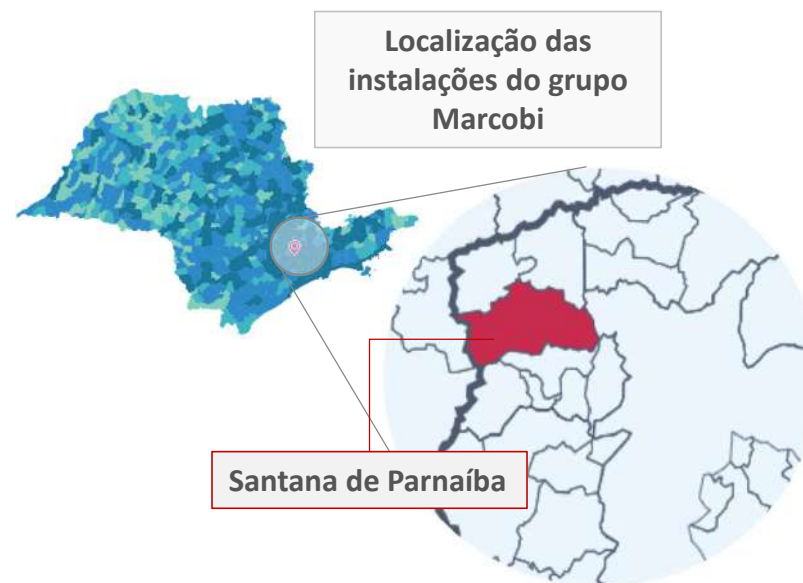 Localização das
instalações do grupo
Marcobi
Santana de Parnaíba